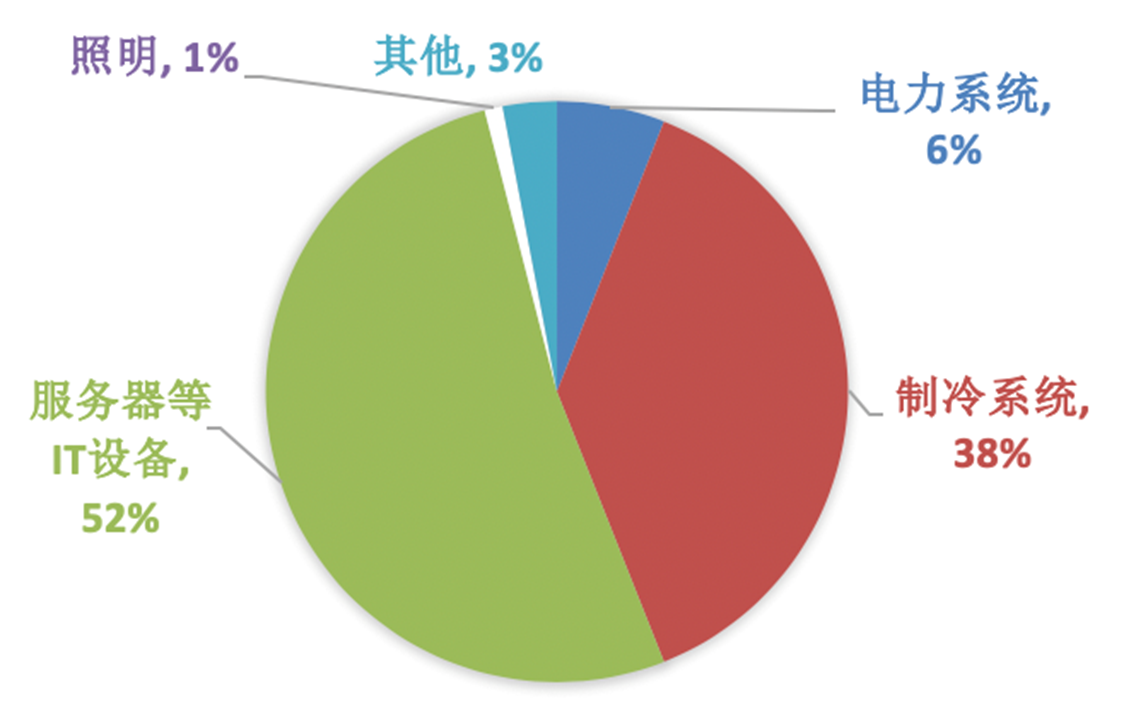 照明, 1%
其他, 3%
电力系统,
6%
制冷系统,
38%
服务器等
IT设备,
52%